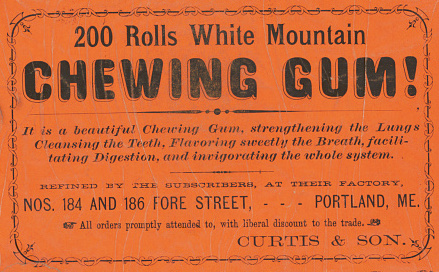 200 Rolls White Mountain
CHEWING GUM!
It is a beautiful Chewing Gum, strengthening the Lungs
Cleansing the Teeth, Flavoring sweetly the Breath, facili-
tating Digestion, and invigorating the whole system.
REFINED BY THE SUBSCRIBERS, AT THEIR FACTORY,
NOS. 184 AND 186 FORE STREET, - - - PORTLAND, ME.
☞ All orders promptly attended to, with liberal discount to the trade. ☜
CURTIS & SON.